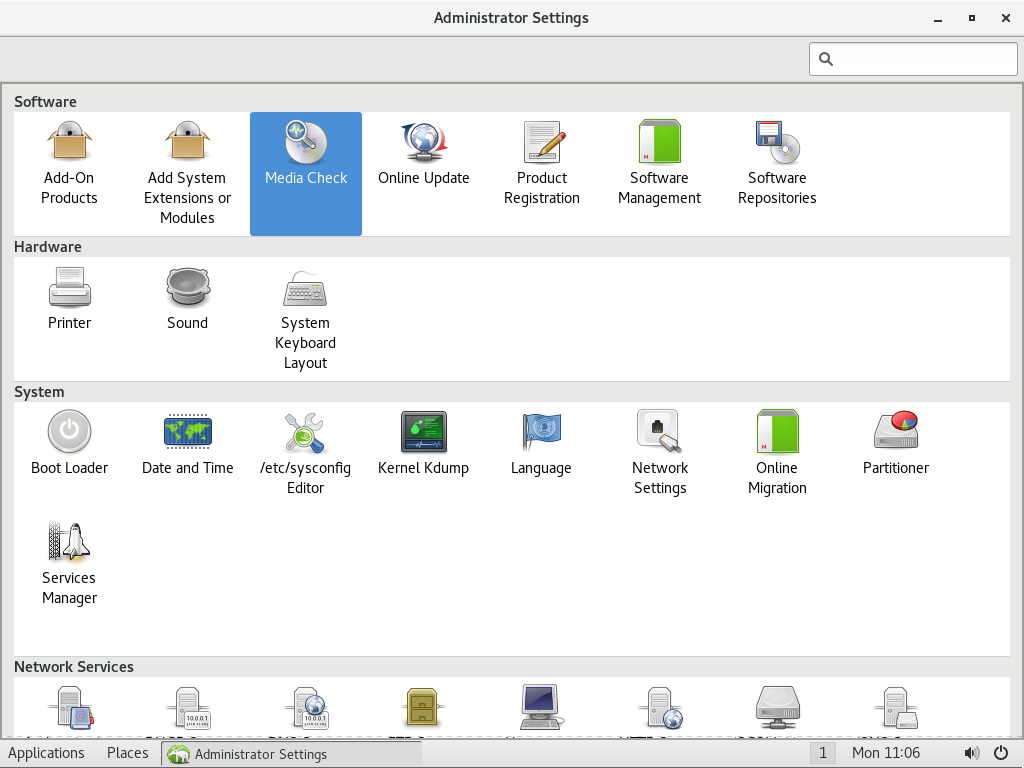 Administrator Settings
Software
Add-On
Products
Add System
Extensions or
Modules
Media Check
Online Update
Product
Registration
Software
Management
Software
Repositories
Hardware
Printer
Sound
System
Keyboard
Layout
System
Boot Loader
Date and Time
/etc/sysconfig
Editor
Kernel Kdump
Language
Network
Settings
Online
Migration
Partitioner
Services
Manager
Network Services
10.0.0.1
10.0.0.1
Applications
Places
Administrator Settings
1
Mon 11:06